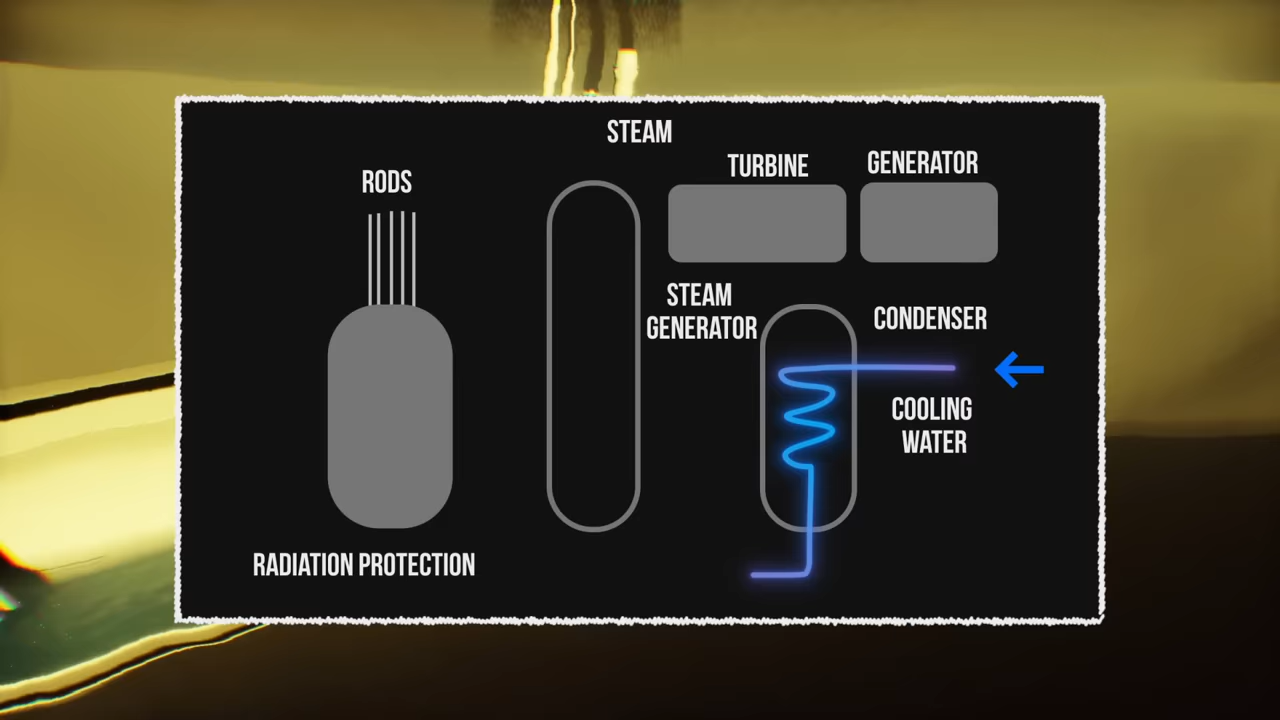 STEAM
TURBINE
GENERATOR
RODS
STEAM
GENERATOR
CONDENSER
COOLING
WATER
RADIATION PROTECTION